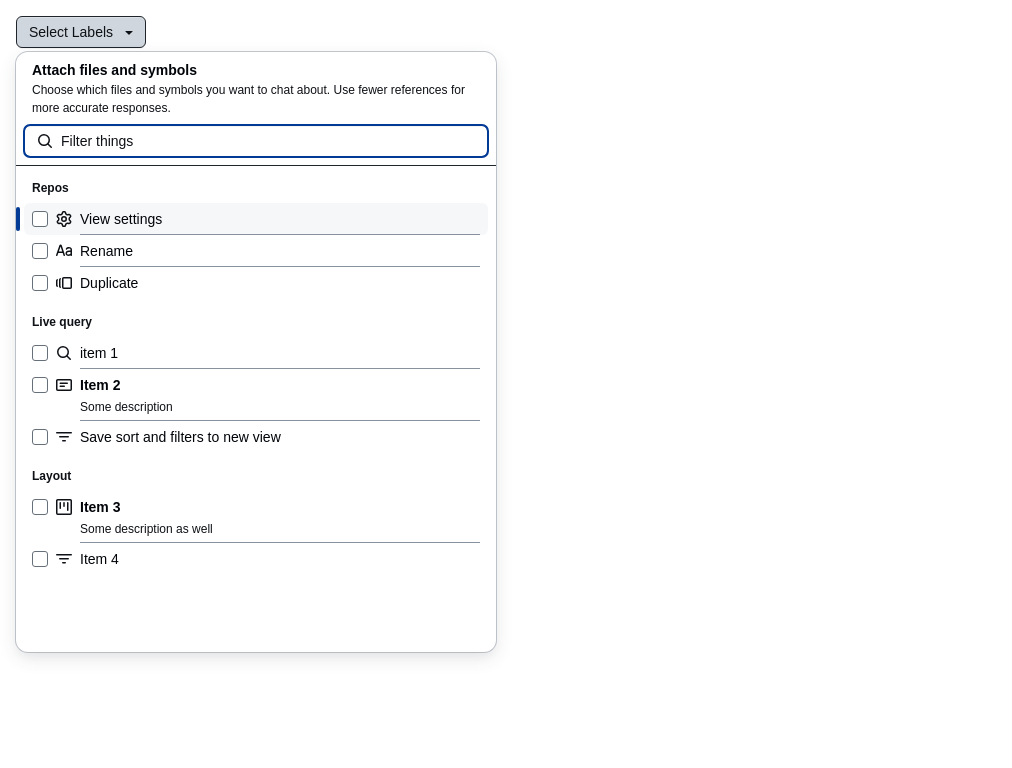 Select Labels
Attach files and symbols
Choose which files and symbols you want to chat about. Use fewer references for
more accurate responses.
Filter things
Repos
View settings
Rename
Duplicate
Live query
item 1
Item 2
Some description
Save sort and filters to new view
Layout
Item 3
Some description as well
Item 4